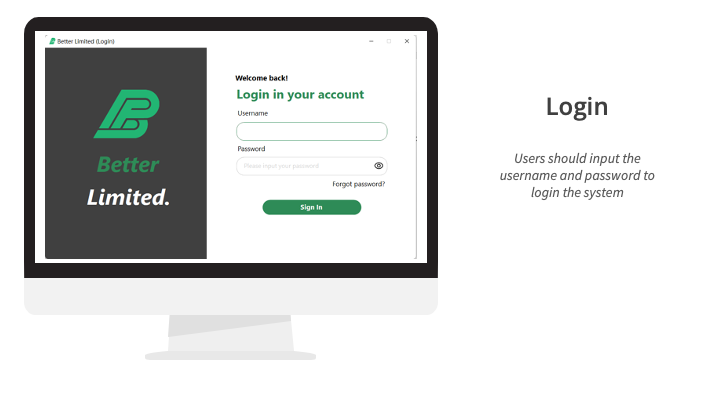 Better Limited (Login)
Better
Limited.
Welcome back!
Login in your account
Username
Password
Please input your password
Forgot password?
Sign In
Login
Users should input the
username and password to
login the system